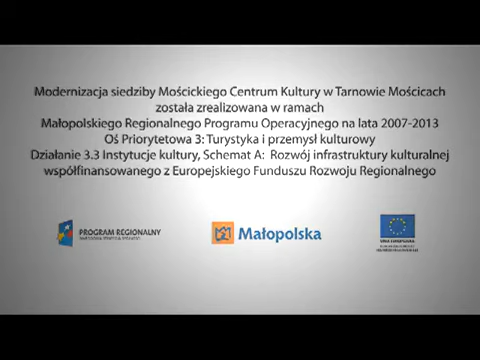 Modernizacja siedziby Mościckiego Centrum Kultury w Tarnowie Mościcach
została zrealizowana w ramach
Małopolskiego Regionalnego Programu Operacyjnego na lata 2007-2013
Oś Priorytetowa 3: Turystyka i przemysł kulturowy
Działanie 3.3 Instytucje kultury, Schemat A: Rozwój infrastruktury kulturalnej
współfinansowanego z Europejskiego Funduszu Rozwoju Regionalnego
PROGRAM REGIONALNY
Małopolska
UNIA EUROPEJSKA